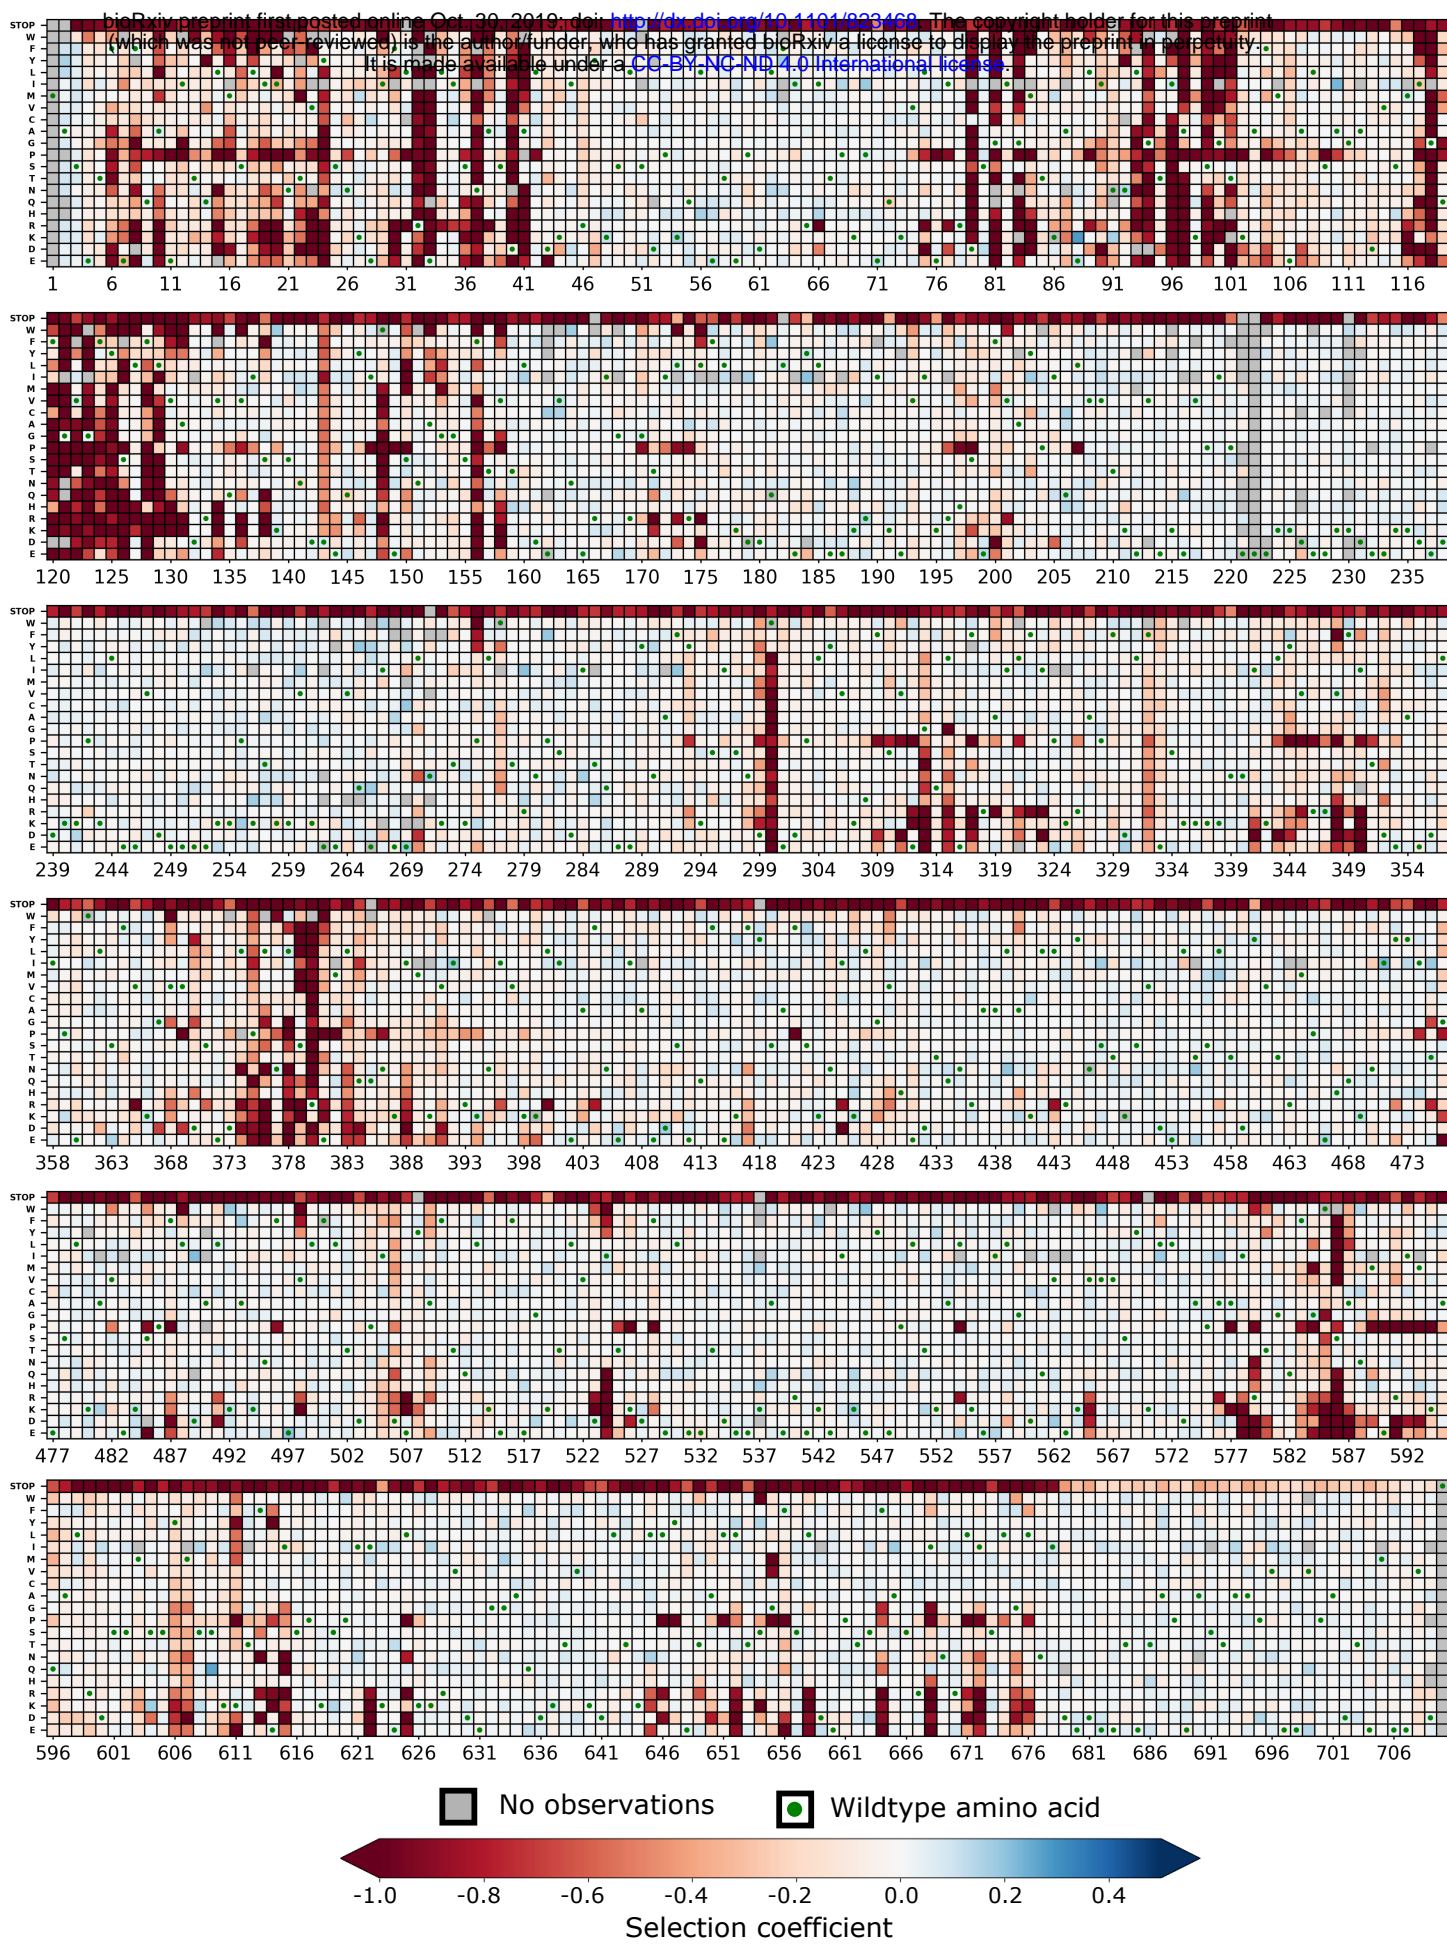 bioRxiv preprint first posted online Oct. 30, 2019; doi: http://dx.doi.org/10.1101/823468. The copyright holder for this preprint
(which was not peer-reviewed) is the author/funder, who has granted bioRxiv a license to display the preprint in perpetuity.
It is made available under a CC-BY-NC-ND 4.0 International license.
STOP
W
F
Y
L
I
M
V
C
A
G
P
S
T
N
Q
H
R
K
D
E
1 6 11 16 21 26 31 36 41 46 51 56 61 66 71 76 81 86 91 96 101 106 111 116
STOP
W
F
Y
L
I
M
V
C
A
G
P
S
T
N
Q
H
R
K
D
E
120 125 130 135 140 145 150 155 160 165 170 175 180 185 190 195 200 205 210 215 220 225 230 235
STOP
W
F
Y
L
I
M
V
C
A
G
P
S
T
N
Q
H
R
K
D
E
239 244 249 254 259 264 269 274 279 284 289 294 299 304 309 314 319 324 329 334 339 344 349 354
STOP
W
F
Y
L
I
M
V
C
A
G
P
S
T
N
Q
H
R
K
D
E
358 363 368 373 378 383 388 393 398 403 408 413 418 423 428 433 438 443 448 453 458 463 468 473
STOP
W
F
Y
L
I
M
V
C
A
G
P
S
T
N
Q
H
R
K
D
E
477 482 487 492 497 502 507 512 517 522 527 532 537 542 547 552 557 562 567 572 577 582 587 592
STOP
W
F
Y
L
I
M
V
C
A
G
P
S
T
N
Q
H
R
K
D
E
596 601 606 611 616 621 626 631 636 641 646 651 656 661 666 671 676 681 686 691 696 701 706
No observations Wildtype amino acid
-1.0 -0.8 -0.6 -0.4 -0.2 0.0 0.2 0.4
Selection coefficient